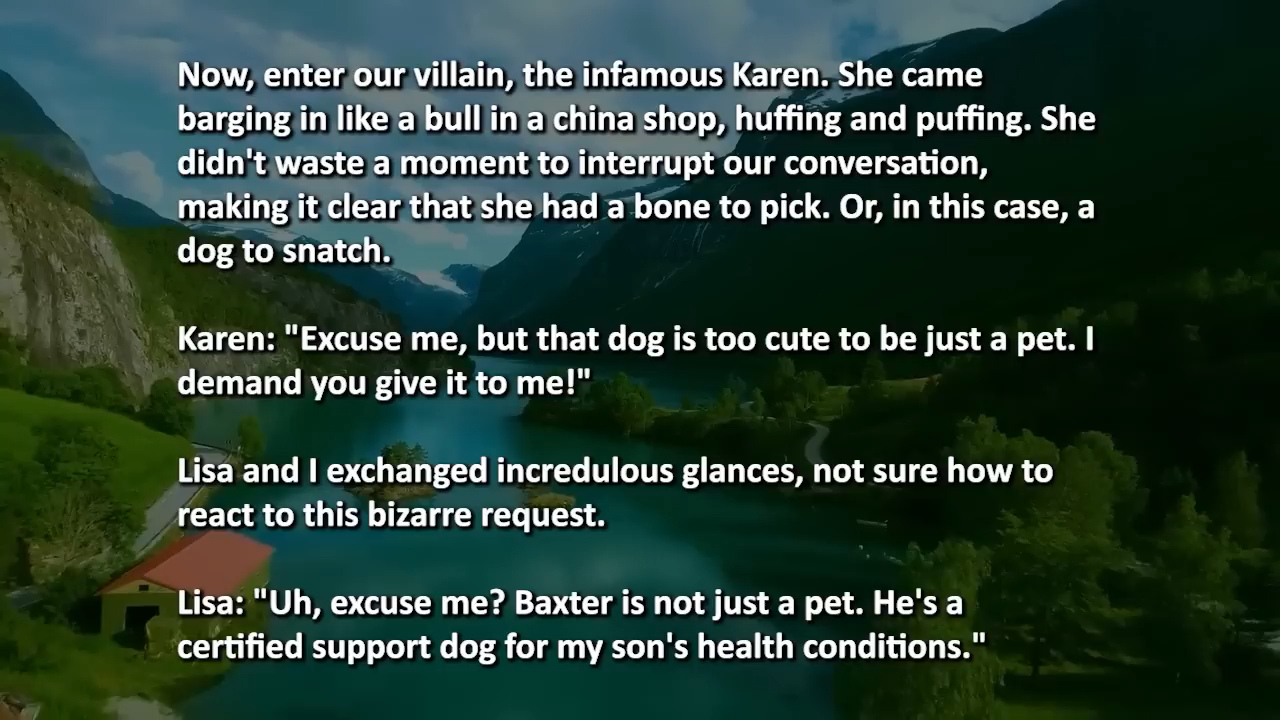 Now, enter our villain, the infamous Karen. She came
barging in like a bull in a china shop, huffing and puffing. She
didn't waste a moment to interrupt our conversation,
making it clear that she had a bone to pick. Or, in this case, a
dog to snatch.
Karen: "Excuse me, but that dog is too cute to be just a pet. I
demand you give it to me!"
Lisa and I exchanged incredulous glances, not sure how to
react to this bizarre request.
Lisa: "Uh, excuse me? Baxter is not just a pet. He's a
certified support dog for my son's health conditions."